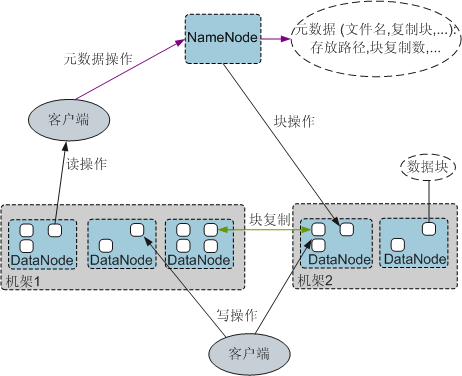 元数据 (文件名,复制块,...):
存放路径,块复制数,...
NameNode
元数据操作
客户端
块操作
读操作
数据块
块复制
DataNode
DataNode
DataNode
机架1
DataNode
DataNode
机架2
写操作
客户端